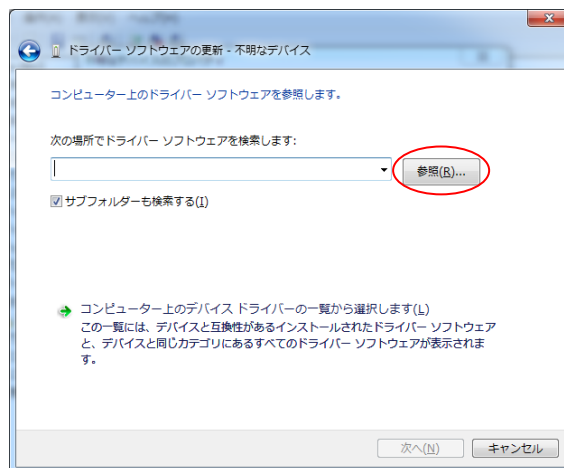 ドライバー ソフトウェアの更新 - 不明なデバイス
コンピューター上のドライバー ソフトウェアを参照します。
次の場所でドライバー ソフトウェアを検索します:
参照(R)...
サブフォルダーも検索する(I)
コンピューター上のデバイス ドライバーの一覧から選択します(L)
この一覧には、デバイスと互換性があるインストールされたドライバー ソフトウェア
と、デバイスと同じカテゴリにあるすべてのドライバー ソフトウェアが表示されま
す。
次へ(N)
キャンセル